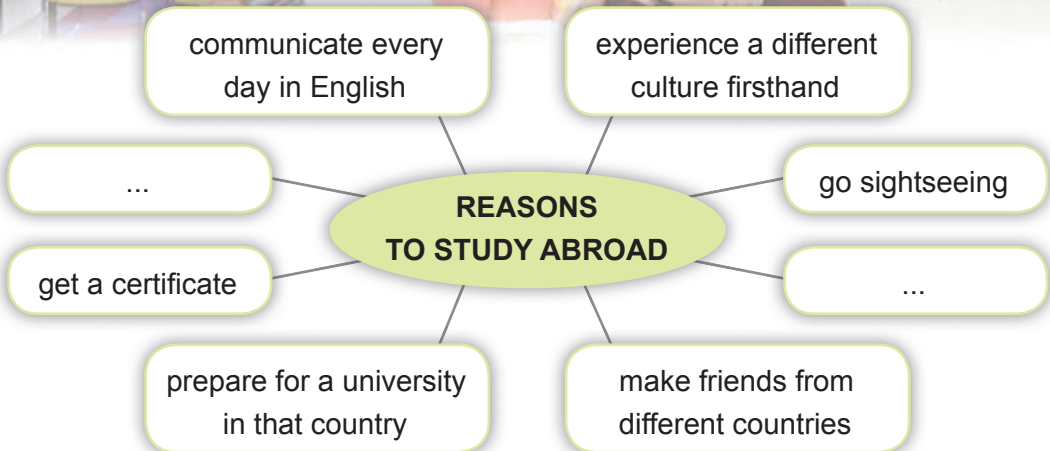 communicate every
day in English
experience a different
culture firsthand
...
go sightseeing
REASONS
TO STUDY ABROAD
get a certificate
...
prepare for a university
in that country
make friends from
different countries